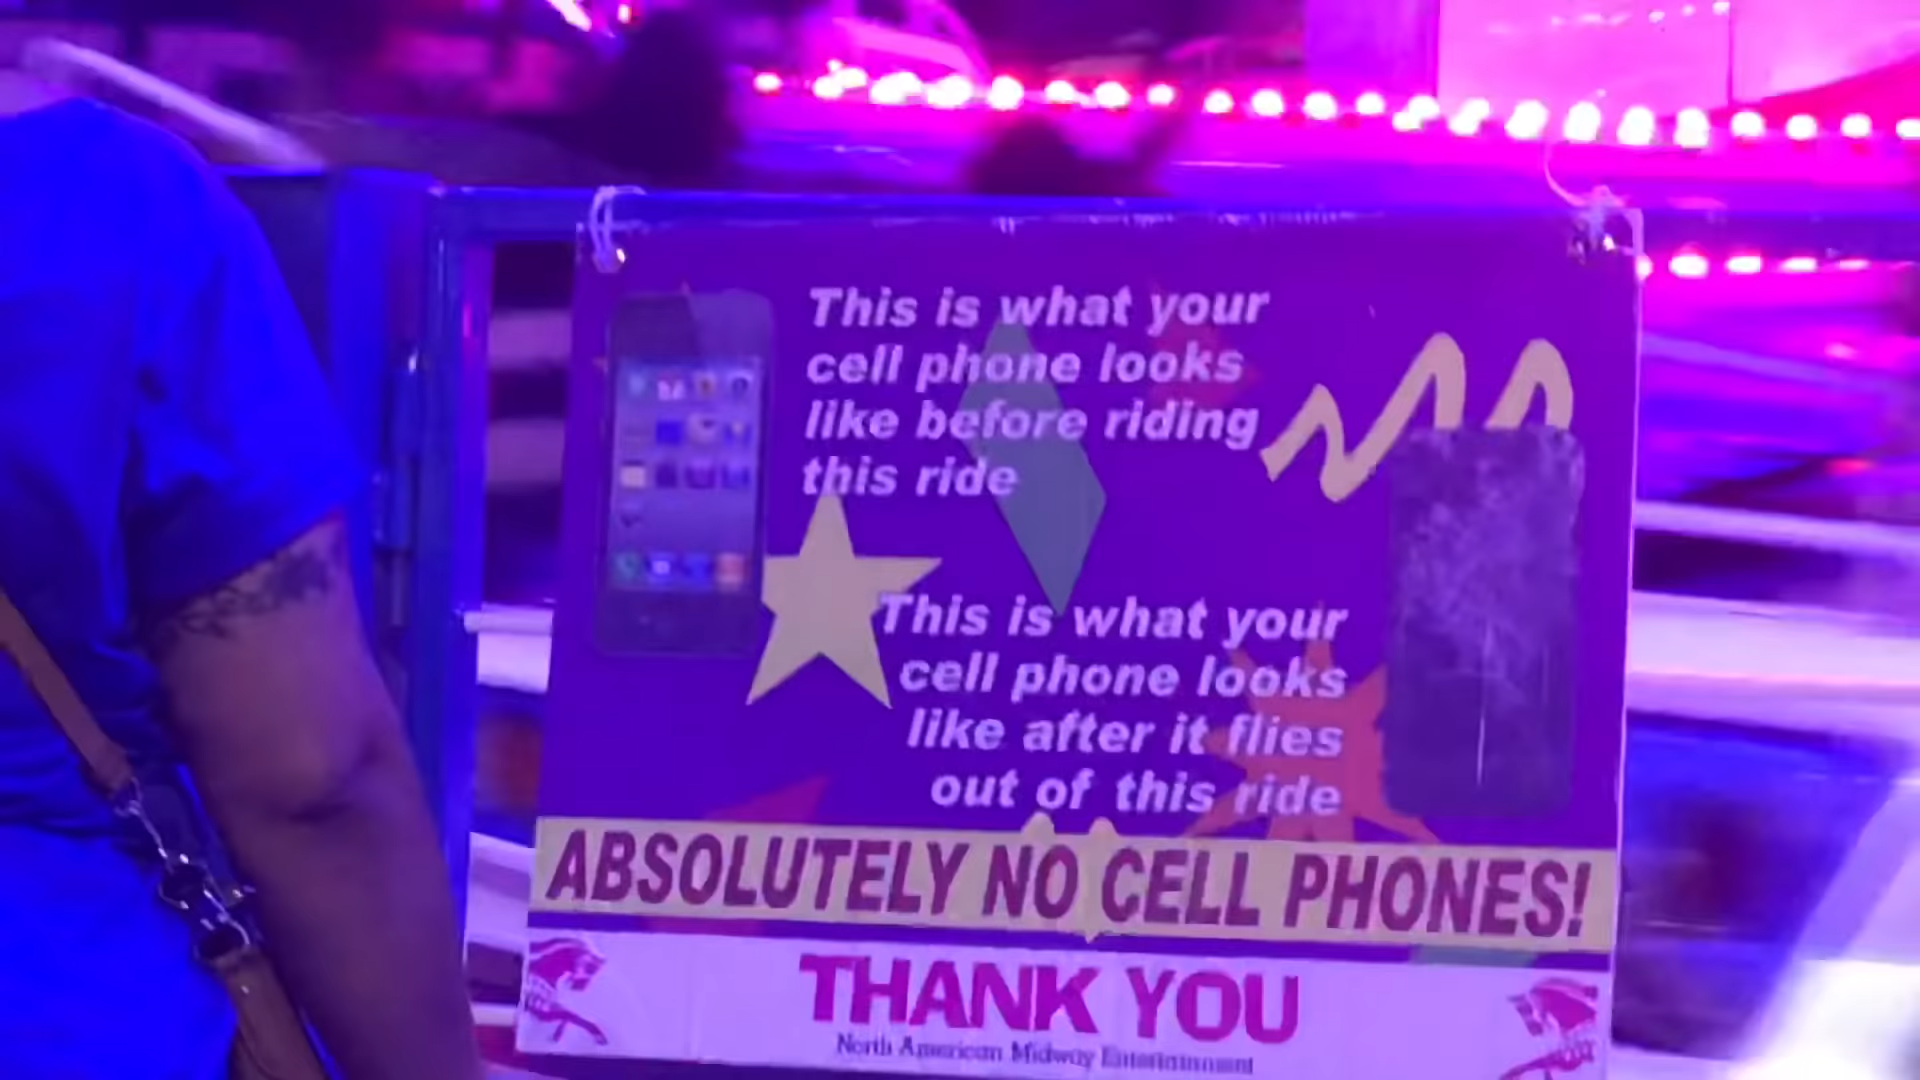 This is what your
cell phone looks
like before riding
this ride
This is what your
cell phone looks
like after it flies
out of this ride
ABSOLUTELY NO CELL PHONES!
THANK YOU
North American Midway Entertainment